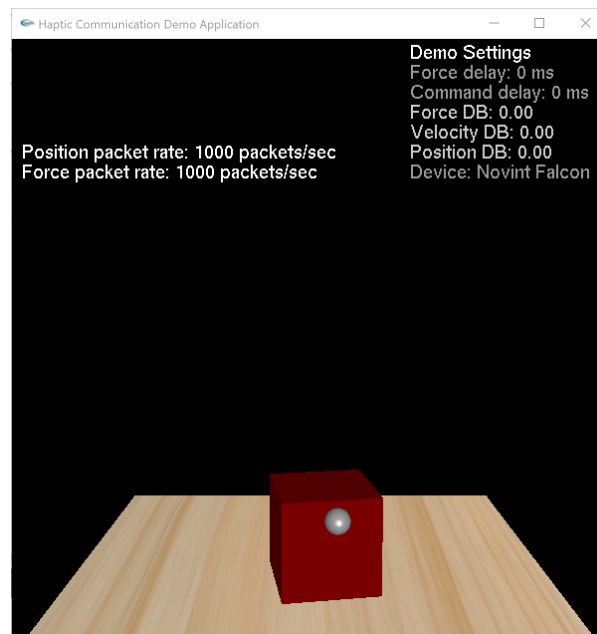 Haptic Communication Demo Application
Demo Settings
Force delay: 0 ms
Command delay: 0 ms
Force DB: 0.00
Velocity DB: 0.00
Position DB: 0.00
Device: Novint Falcon
Position packet rate: 1000 packets/sec
Force packet rate: 1000 packets/sec